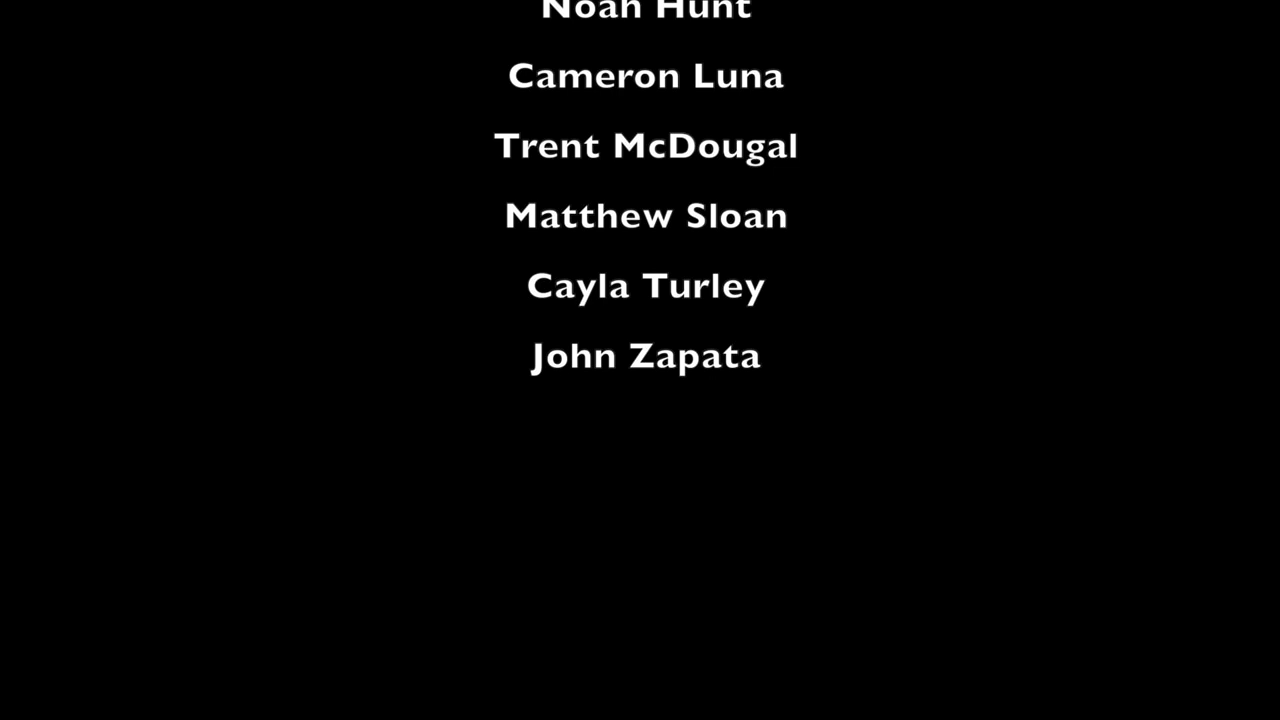 Noah Hunt
Cameron Luna
Trent McDougal
Matthew Sloan
Cayla Turley
John Zapata